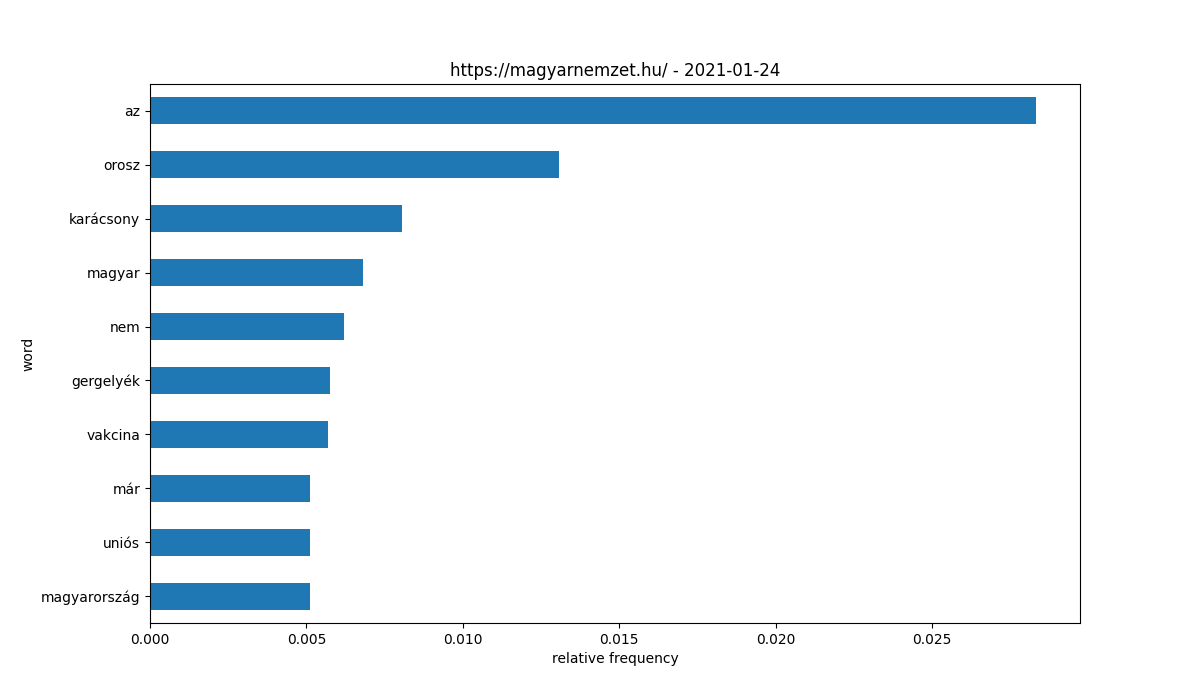 https://magyarnemzet.hu/ - 2021-01-24
az
orosz
karácsony
magyar
nem
gergelyék
vakcina
már
uniós
magyarország
word
0.000 0.005 0.010 0.015 0.020 0.025
relative frequency